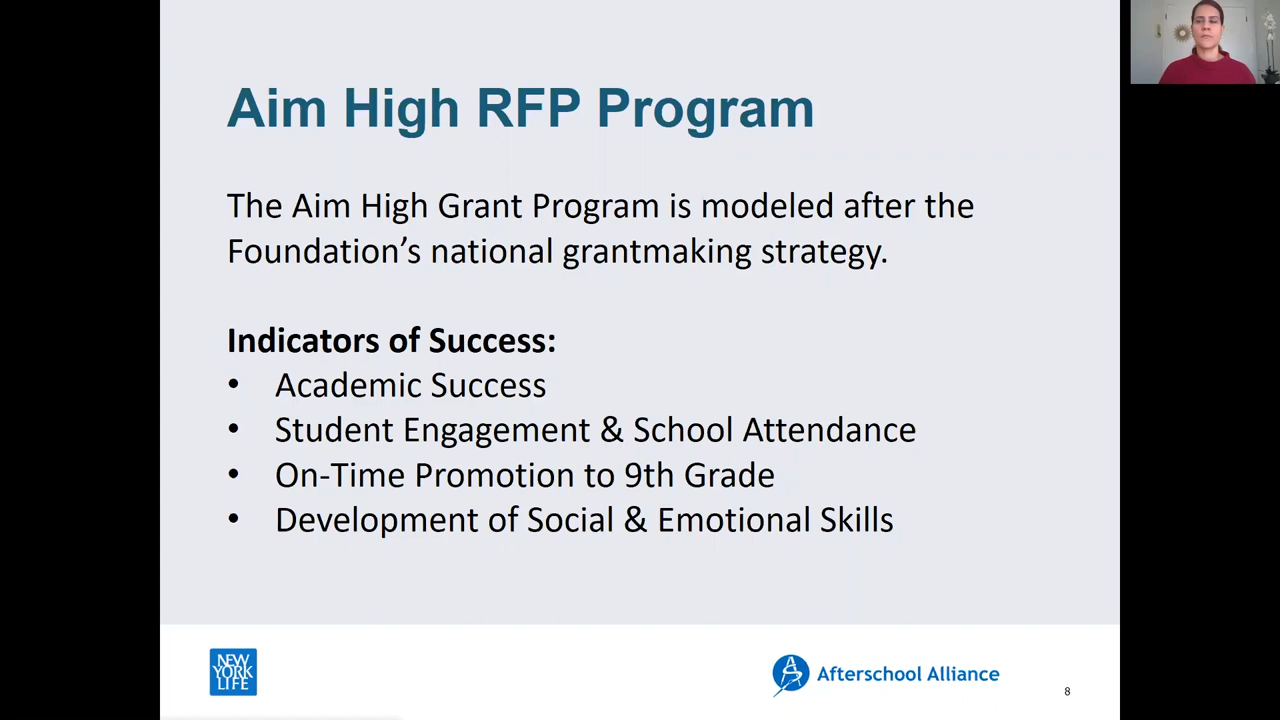 Aim High RFP Program
The Aim High Grant Program is modeled after the
Foundation’s national grantmaking strategy.
Indicators of Success:
• Academic Success
• Student Engagement & School Attendance
• On-Time Promotion to 9th Grade
• Development of Social & Emotional Skills
NEW
YORK
LIFE
Afterschool Alliance
8